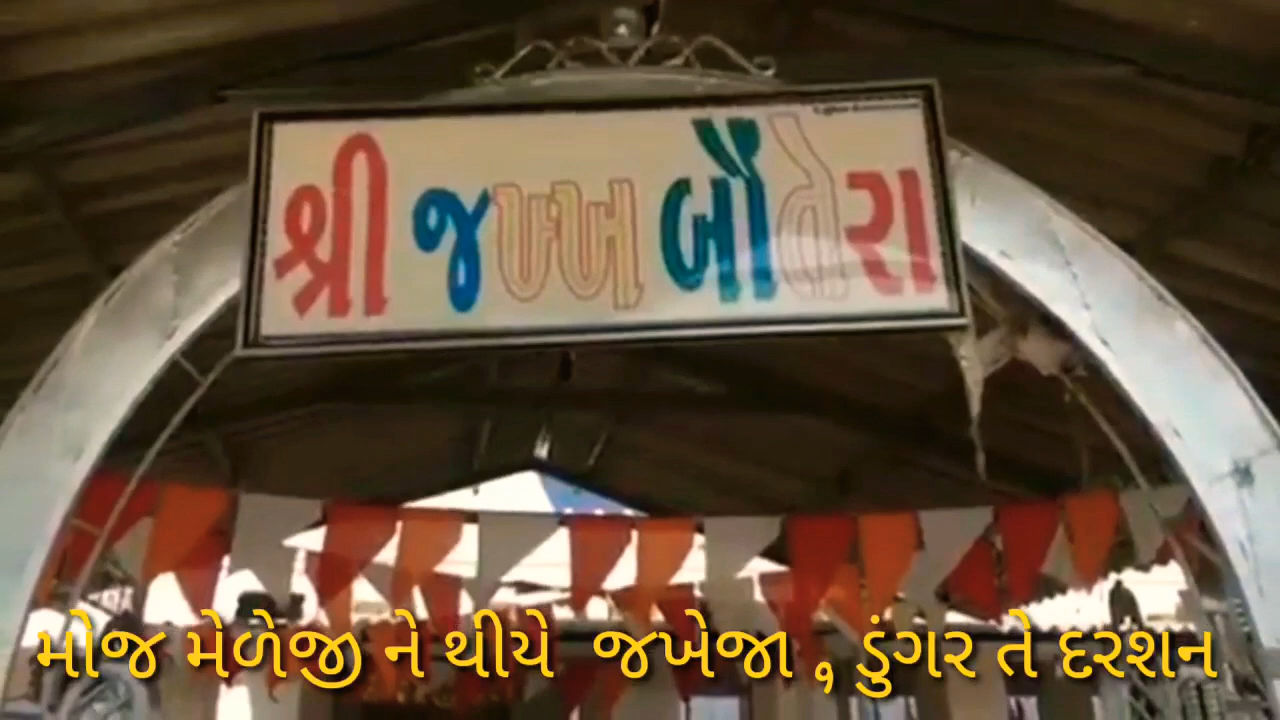 શ્રી જખ્ખ બૌંતેરા
મોજ મેળેજી ને થીયે જખેજા , ડુંગર તે દરશન